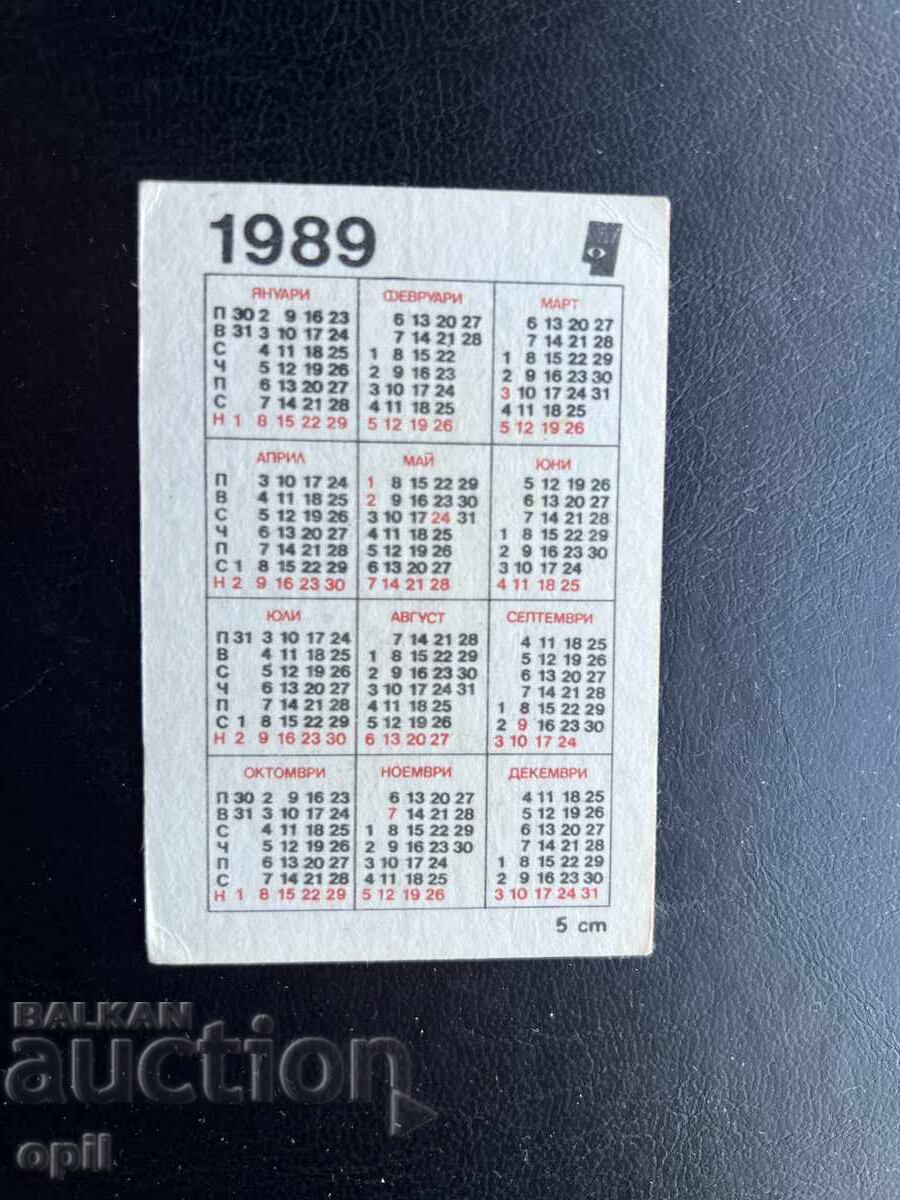 1989
ЯНУАРИ ФЕВРУАРИ МАРТ
П 30 2 9 16 23 6 13 20 27 6 13 20 27
В 31 3 10 17 24 7 14 21 28 7 14 21 28
С 4 11 18 25 1 8 15 22 1 8 15 22 29
Ч 5 12 19 26 2 9 16 23 2 9 16 23 30
П 6 13 20 27 3 10 17 24 3 10 17 24 31
С 7 14 21 28 4 11 18 25 4 11 18 25
Н 1 8 15 22 29 5 12 19 26 5 12 19 26
АПРИЛ МАЙ ЮНИ
П 3 10 17 24 1 8 15 22 29 5 12 19 26
В 4 11 18 25 2 9 16 23 30 6 13 20 27
С 5 12 19 26 3 10 17 24 31 7 14 21 28
Ч 6 13 20 27 4 11 18 25 1 8 15 22 29
П 7 14 21 28 5 12 19 26 2 9 16 23 30
С 1 8 15 22 29 6 13 20 27 3 10 17 24
Н 2 9 16 23 30 7 14 21 28 4 11 18 25
ЮЛИ АВГУСТ СЕПТЕМВРИ
П 31 3 10 17 24 7 14 21 28 4 11 18 25
В 4 11 18 25 1 8 15 22 29 5 12 19 26
С 5 12 19 26 2 9 16 23 30 6 13 20 27
Ч 6 13 20 27 3 10 17 24 31 7 14 21 28
П 7 14 21 28 4 11 18 25 1 8 15 22 29
С 1 8 15 22 29 5 12 19 26 2 9 16 23 30
Н 2 9 16 23 30 6 13 20 27 3 10 17 24
ОКТОМВРИ НОЕМВРИ ДЕКЕМВРИ
П 30 2 9 16 23 6 13 20 27 4 11 18 25
В 31 3 10 17 24 7 14 21 28 5 12 19 26
С 4 11 18 25 1 8 15 22 29 6 13 20 27
Ч 5 12 19 26 2 9 16 23 30 7 14 21 28
П 6 13 20 27 3 10 17 24 1 8 15 22 29
С 7 14 21 28 4 11 18 25 2 9 16 23 30
Н 1 8 15 22 29 5 12 19 26 3 10 17 24 31
5 cm
BALKAN
auction
opil